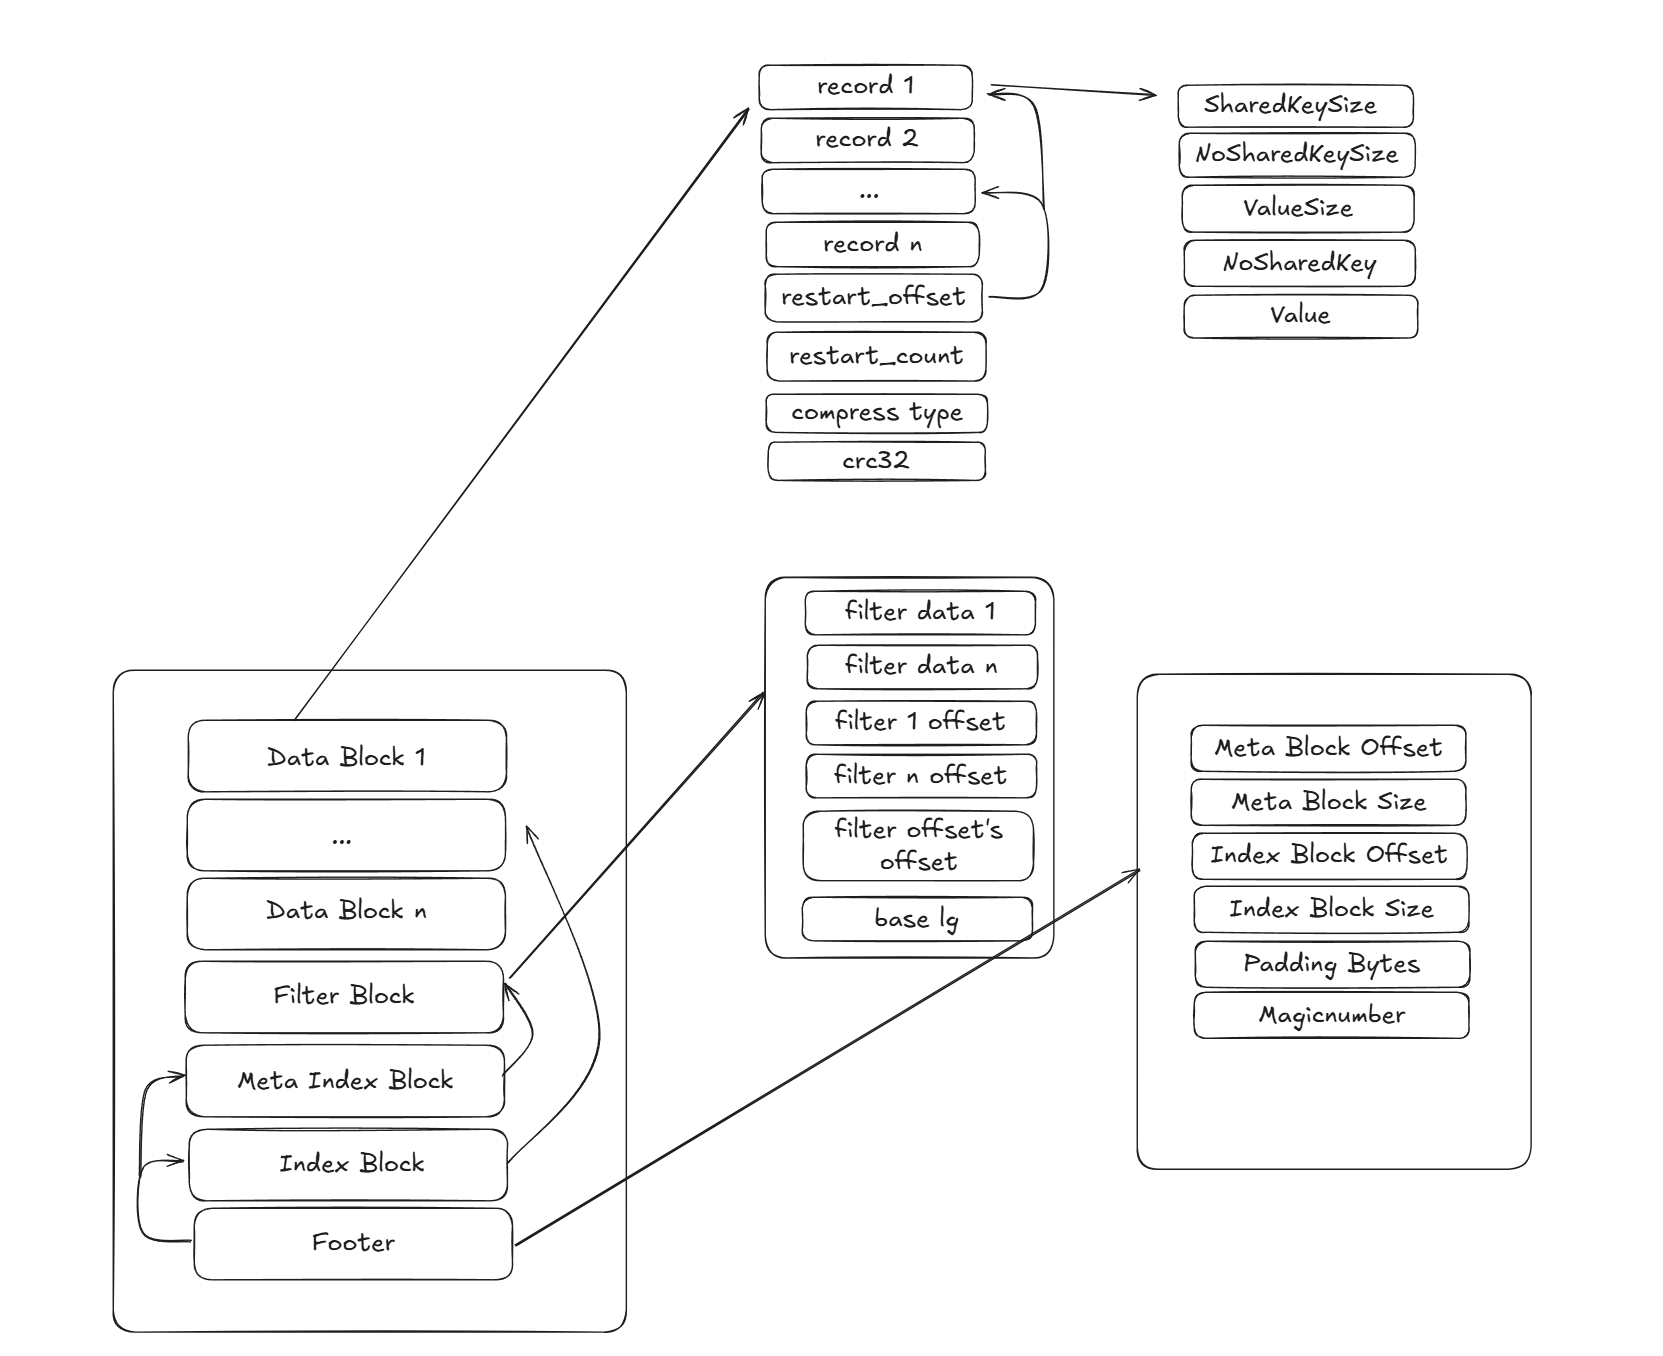 record 1
record 2
...
record n
restart_offset
restart_count
compress type
crc32
SharedKeySize
NoSharedKeySize
ValueSize
NoSharedKey
Value
Data Block 1
...
Data Block n
Filter Block
Meta Index Block
Index Block
Footer
filter data 1
filter data n
filter 1 offset
filter n offset
filter offset's
offset
base lg
Meta Block Offset
Meta Block Size
Index Block Offset
Index Block Size
Padding Bytes
Magicnumber